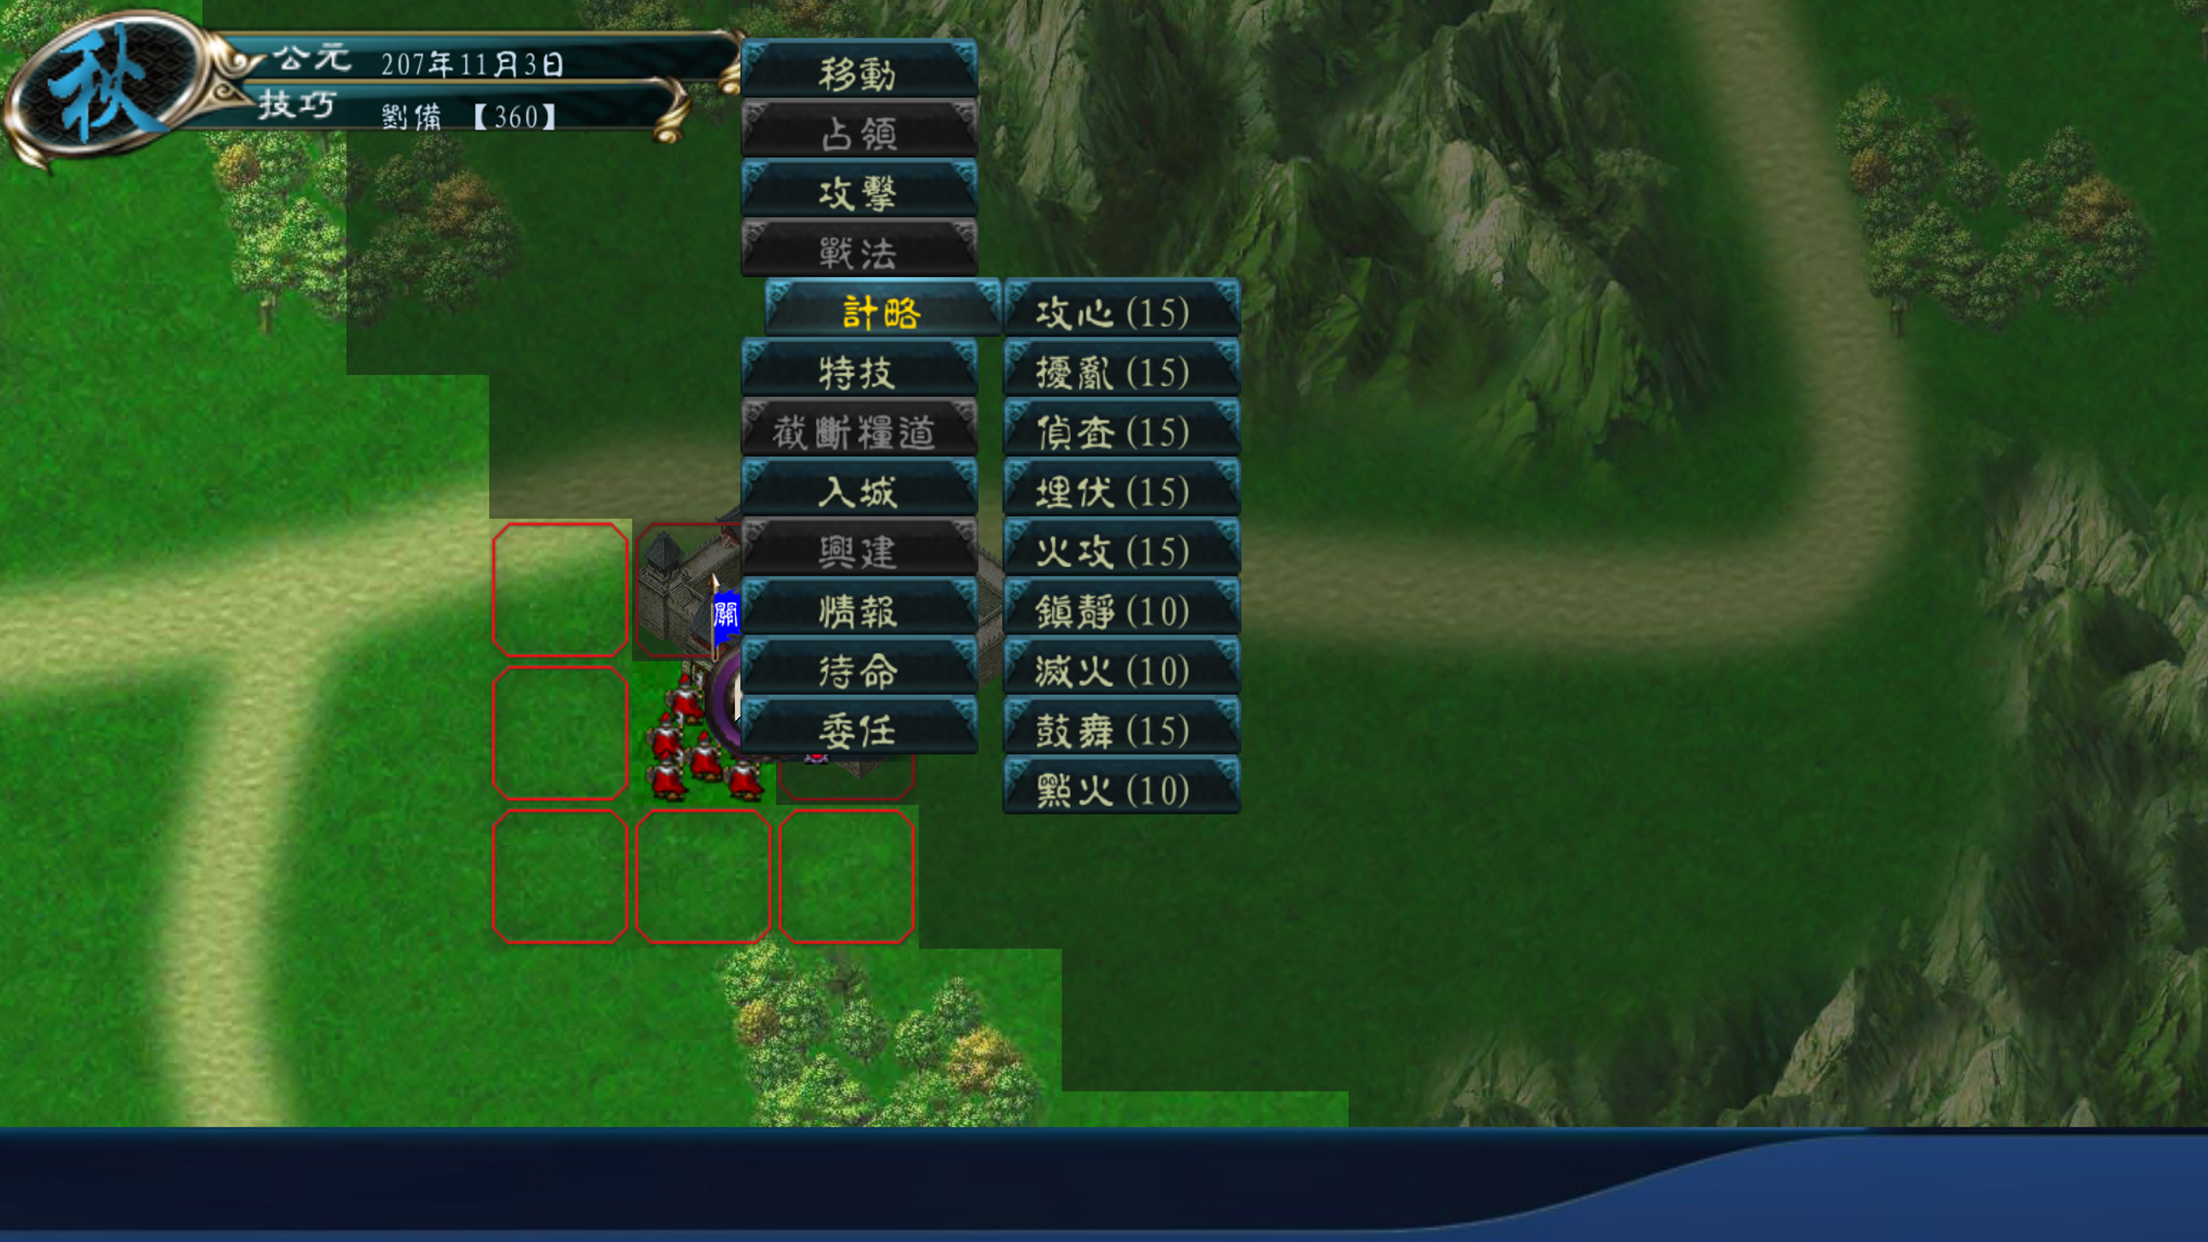 秋
公元 207年11月3日
技巧 劉備 【360】
移動
占領
攻擊
戰法
計略
特技
截斷糧道
入城
興建
情報
待命
委任
攻心(15)
擾亂(15)
偵查(15)
埋伏(15)
火攻(15)
鎮靜(10)
滅火(10)
鼓舞(15)
點火(10)
關